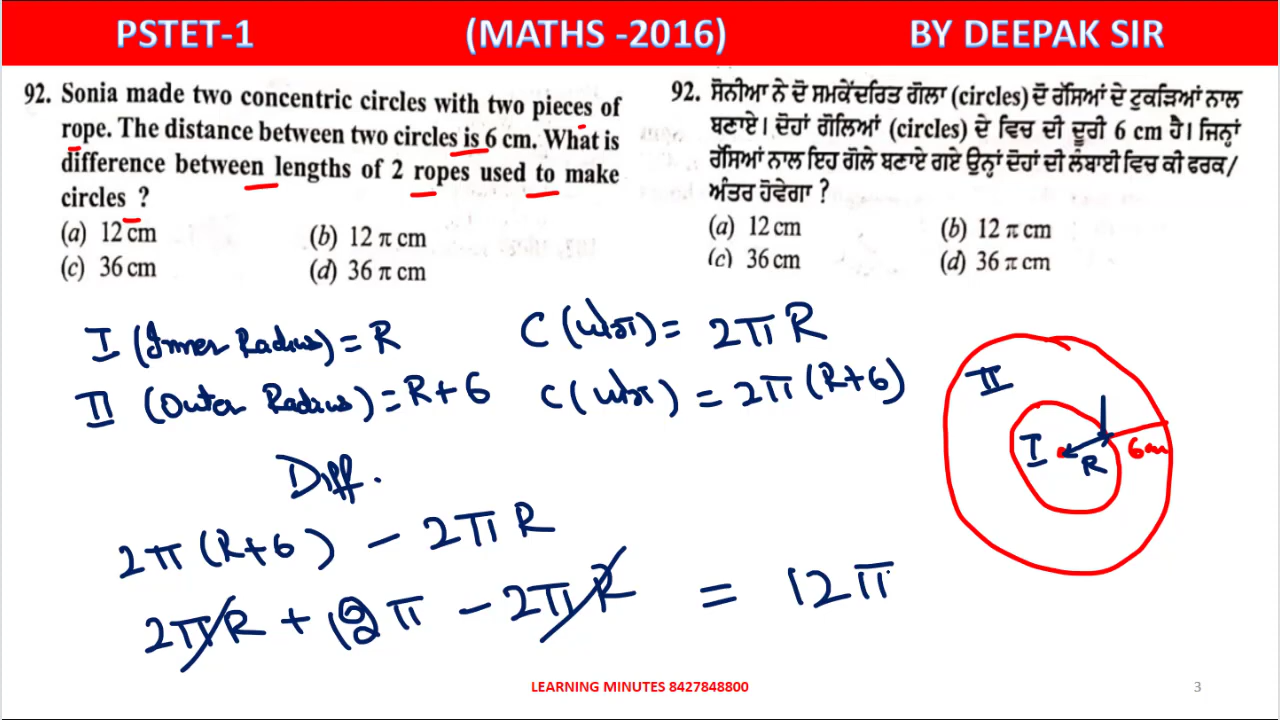 PSTET-1 (MATHS -2016) BY DEEPAK SIR
92. Sonia made two concentric circles with two pieces of
rope. The distance between two circles is 6 cm. What is
difference between lengths of 2 ropes used to make
circles ?
(a) 12 cm (b) 12 π cm
(c) 36 cm (d) 36 π cm
92. ਸੋਨੀਆ ਨੇ ਦੋ ਸਮਕੇਂਦਰਿਤ ਗੋਲਾ (circles) ਦੋ ਰੱਸਿਆਂ ਦੇ ਟੁਕੜਿਆਂ ਨਾਲ
ਬਣਾਏ। ਦੋਹਾਂ ਗੋਲਿਆਂ (circles) ਦੇ ਵਿਚ ਦੀ ਦੂਰੀ 6 cm ਹੈ। ਜਿਨ੍ਹਾਂ
ਰੱਸਿਆਂ ਨਾਲ ਇਹ ਗੋਲੇ ਬਣਾਏ ਗਏ ਉਨ੍ਹਾਂ ਦੋਹਾਂ ਦੀ ਲੰਬਾਈ ਵਿਚ ਕੀ ਫਰਕ/
ਅੰਤਰ ਹੋਵੇਗਾ ?
(a) 12 cm (b) 12 π cm
(c) 36 cm (d) 36 π cm
I (Inner Radius) = R C ( ) = 2π R
II (Outer Radius) = R + 6 C ( ) = 2π (R+6)
II
I R 6cm
Diff.
2π (R+6) - 2π R
2πR + 12π - 2πR = 12π
LEARNING MINUTES 8427848800 3